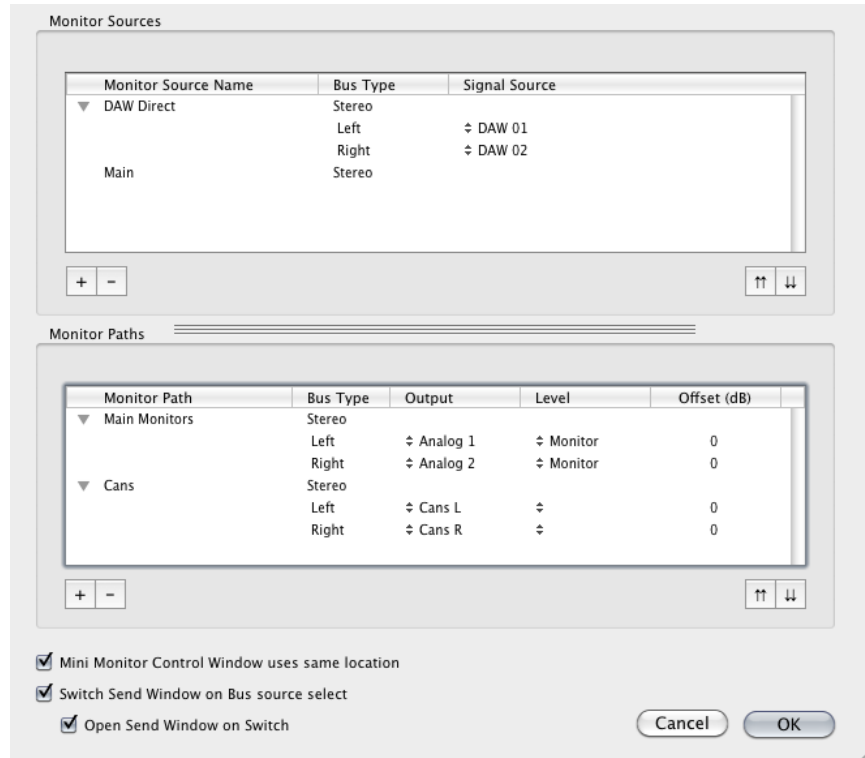 Monitor Sources
Monitor Source Name Bus Type Signal Source
DAW Direct Stereo
Left DAW 01
Right DAW 02
Main Stereo
+ -
Monitor Paths
Monitor Path Bus Type Output Level Offset (dB)
Main Monitors Stereo
Left Analog 1 Monitor 0
Right Analog 2 Monitor 0
Cans Stereo
Left Cans L 0
Right Cans R 0
+ -
Mini Monitor Control Window uses same location
Switch Send Window on Bus source select
Open Send Window on Switch
Cancel OK